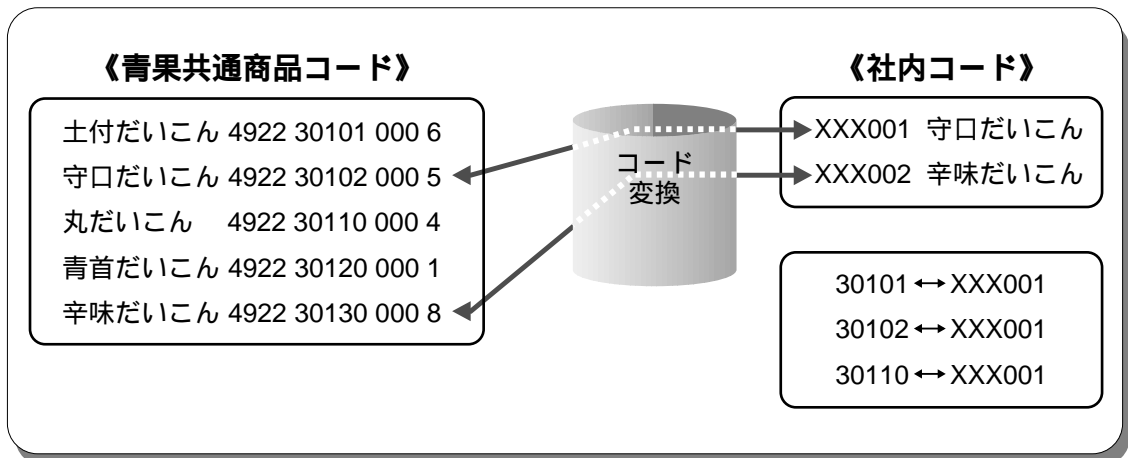 《青果共通商品コード》
土付だいこん 4922 30101 000 6
守口だいこん 4922 30102 000 5
丸だいこん 4922 30110 000 4
青首だいこん 4922 30120 000 1
辛味だいこん 4922 30130 000 8
コード
変換
《社内コード》
XXX001 守口だいこん
XXX002 辛味だいこん
30101↔XXX001
30102↔XXX001
30110↔XXX001